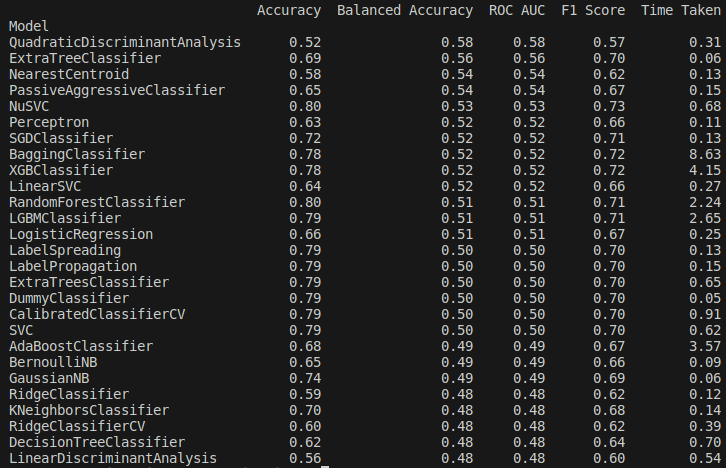 Accuracy Balanced Accuracy ROC AUC F1 Score Time Taken
Model
QuadraticDiscriminantAnalysis 0.52 0.58 0.58 0.57 0.31
ExtraTreeClassifier 0.69 0.56 0.56 0.70 0.06
NearestCentroid 0.58 0.54 0.54 0.62 0.13
PassiveAggressiveClassifier 0.65 0.54 0.54 0.67 0.15
NuSVC 0.80 0.53 0.53 0.73 0.68
Perceptron 0.63 0.52 0.52 0.66 0.11
SGDClassifier 0.72 0.52 0.52 0.71 0.13
BaggingClassifier 0.78 0.52 0.52 0.72 8.63
XGBClassifier 0.78 0.52 0.52 0.72 4.15
LinearSVC 0.64 0.52 0.52 0.66 0.27
RandomForestClassifier 0.80 0.51 0.51 0.71 2.24
LGBMClassifier 0.79 0.51 0.51 0.71 2.65
LogisticRegression 0.66 0.51 0.51 0.67 0.25
LabelSpreading 0.79 0.50 0.50 0.70 0.13
LabelPropagation 0.79 0.50 0.50 0.70 0.15
ExtraTreesClassifier 0.79 0.50 0.50 0.70 0.65
DummyClassifier 0.79 0.50 0.50 0.70 0.05
CalibratedClassifierCV 0.79 0.50 0.50 0.70 0.91
SVC 0.79 0.50 0.50 0.70 0.62
AdaBoostClassifier 0.68 0.49 0.49 0.67 3.57
BernoulliNB 0.65 0.49 0.49 0.66 0.09
GaussianNB 0.74 0.49 0.49 0.69 0.06
RidgeClassifier 0.59 0.48 0.48 0.62 0.12
KNeighborsClassifier 0.70 0.48 0.48 0.68 0.14
RidgeClassifierCV 0.60 0.48 0.48 0.62 0.39
DecisionTreeClassifier 0.62 0.48 0.48 0.64 0.70
LinearDiscriminantAnalysis 0.56 0.48 0.48 0.60 0.54